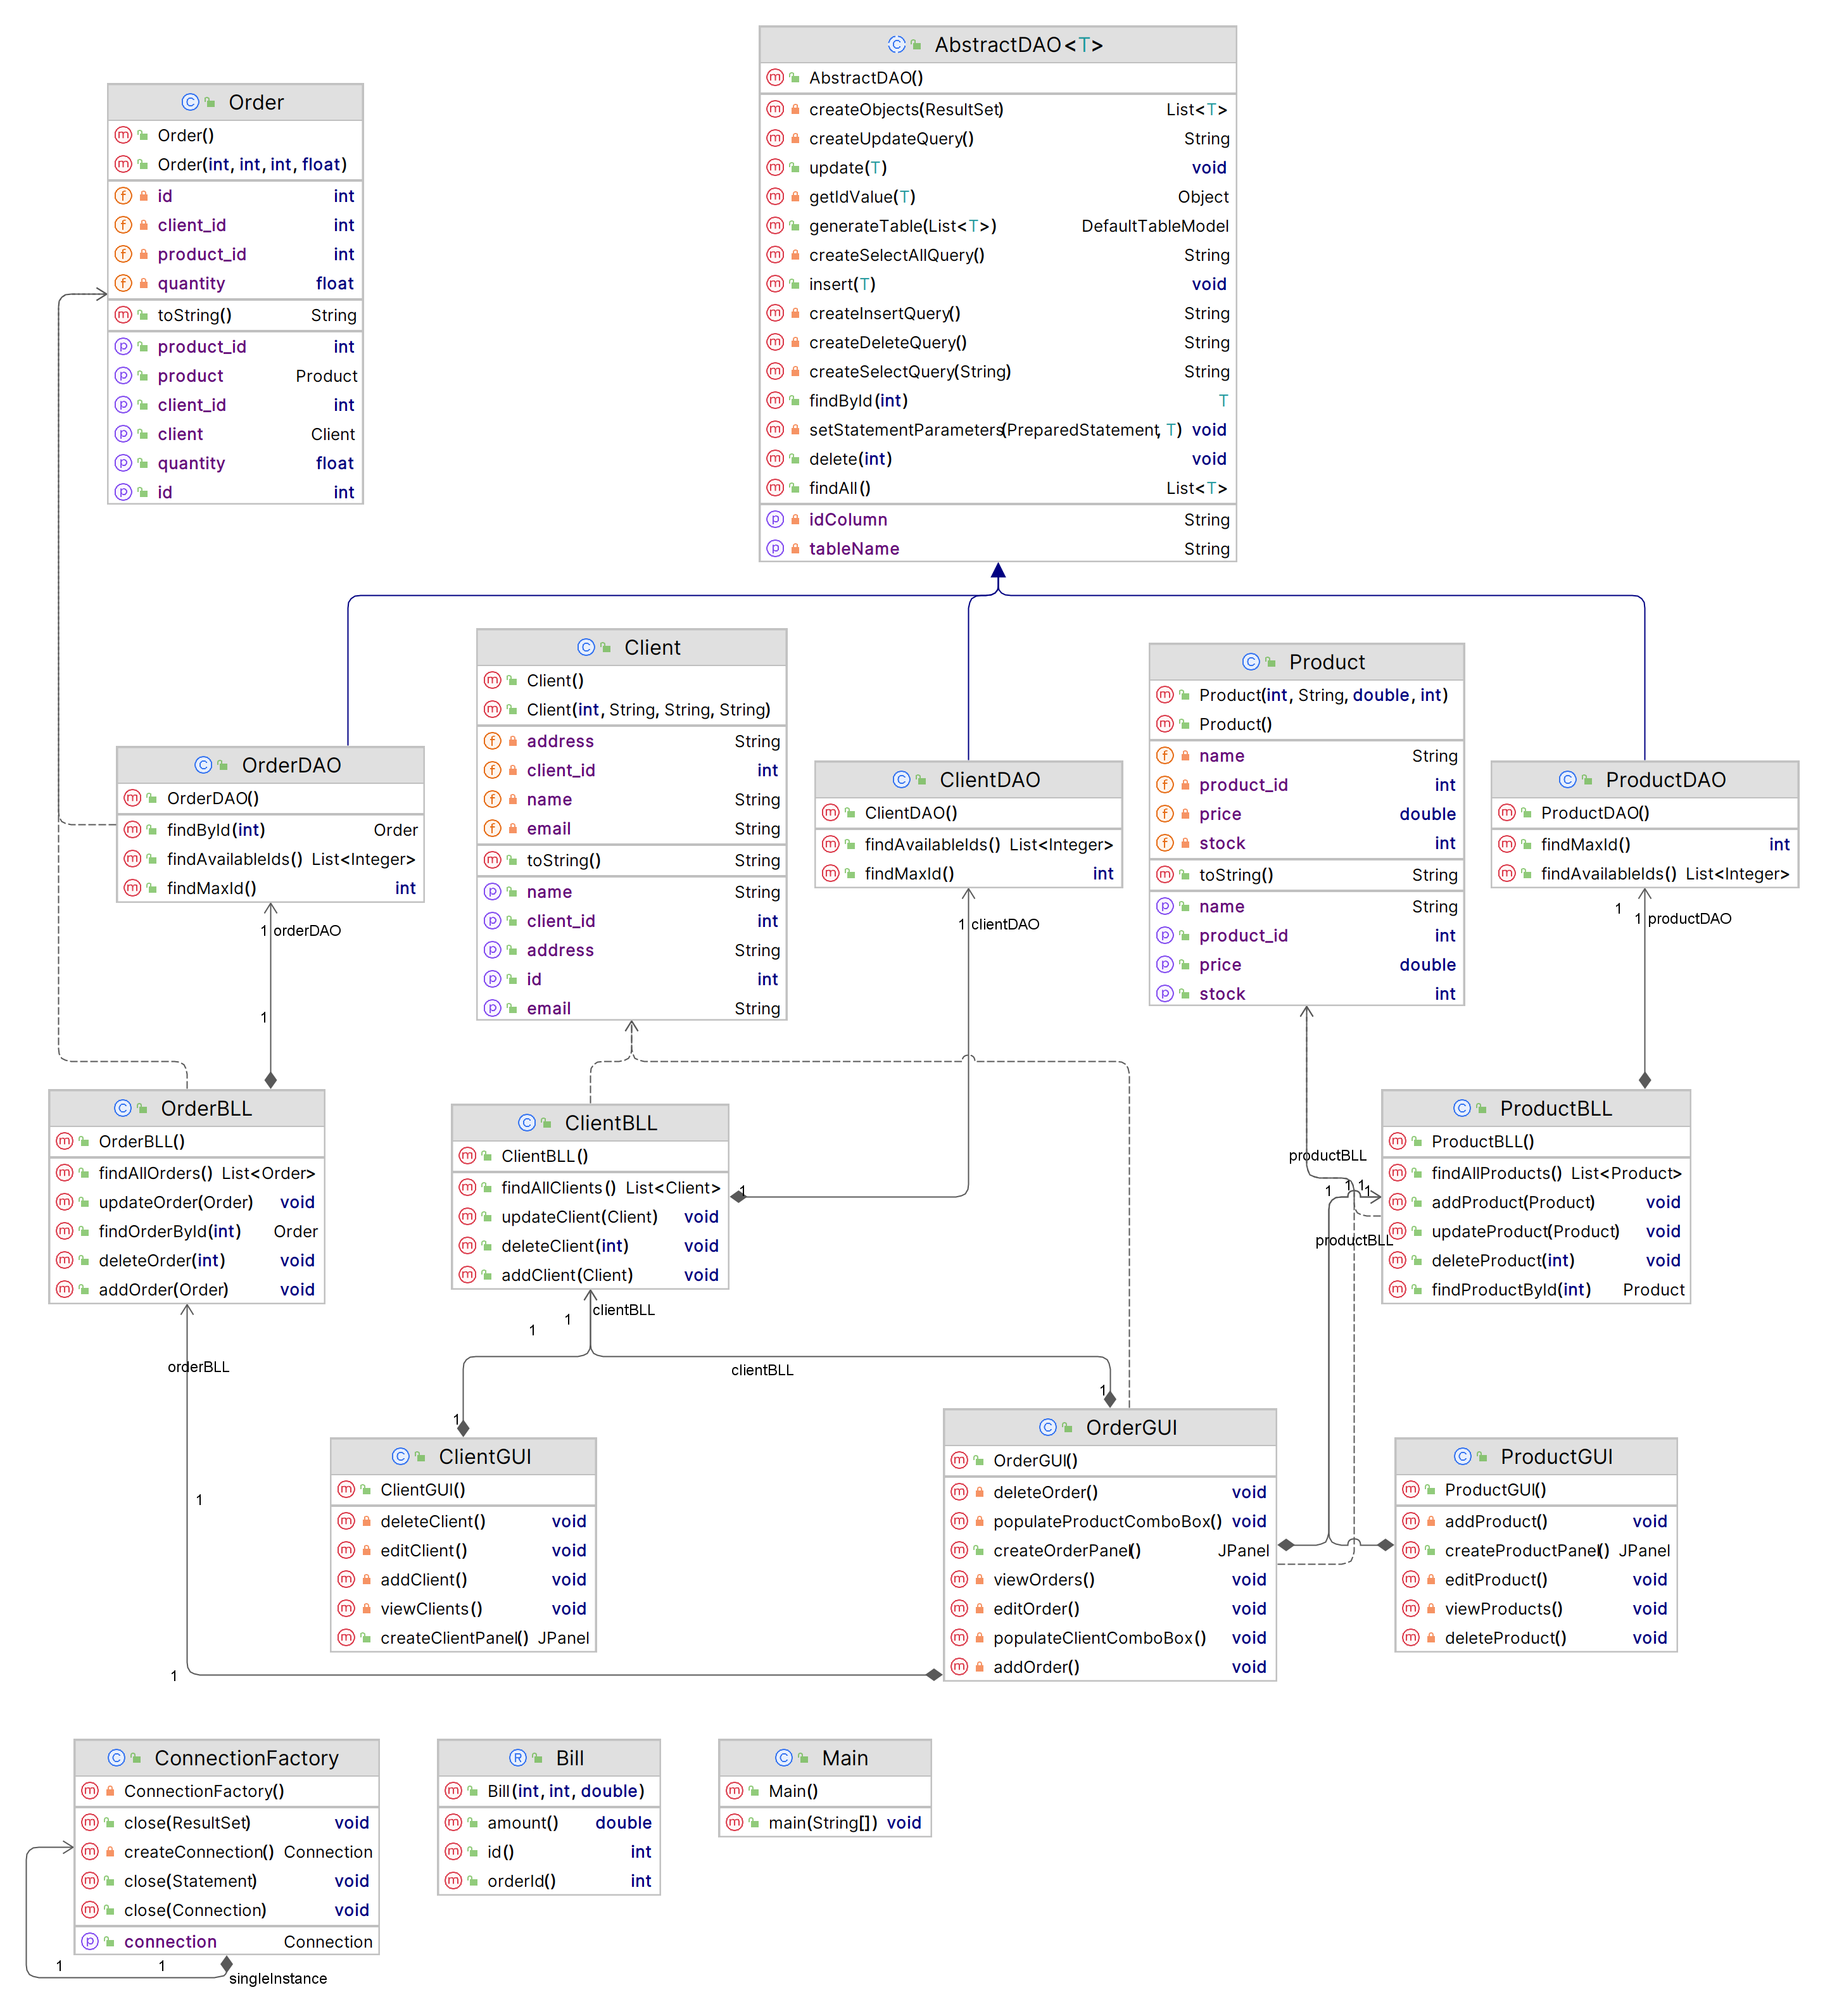 AbstractDAO<T>
AbstractDAO()
createObjects(ResultSet) List<T>
createUpdateQuery() String
update(T) void
getIdValue(T) Object
generateTable(List<T>) DefaultTableModel
createSelectAllQuery() String
insert(T) void
createInsertQuery() String
createDeleteQuery() String
createSelectQuery(String) String
findById(int) T
setStatementParameters(PreparedStatement, T) void
delete(int) void
findAll() List<T>
idColumn String
tableName String
Order
Order()
Order(int, int, int, float)
id int
client_id int
product_id int
quantity float
toString() String
product_id int
product Product
client_id int
client Client
quantity float
id int
Client
Client()
Client(int, String, String, String)
address String
client_id int
name String
email String
toString() String
name String
client_id int
address String
id int
email String
Product
Product(int, String, double, int)
Product()
name String
product_id int
price double
stock int
toString() String
name String
product_id int
price double
stock int
OrderDAO
OrderDAO()
findById(int) Order
findAvailableIds() List<Integer>
findMaxId() int
ClientDAO
ClientDAO()
findAvailableIds() List<Integer>
findMaxId() int
ProductDAO
ProductDAO()
findMaxId() int
findAvailableIds() List<Integer>
1 orderDAO
1
1 clientDAO
1
1 productDAO
OrderBLL
OrderBLL()
findAllOrders() List<Order>
updateOrder(Order) void
findOrderById(int) Order
deleteOrder(int) void
addOrder(Order) void
ClientBLL
ClientBLL()
findAllClients() List<Client>
updateClient(Client) void
deleteClient(int) void
addClient(Client) void
1
ProductBLL
ProductBLL()
findAllProducts() List<Product>
addProduct(Product) void
updateProduct(Product) void
deleteProduct(int) void
findProductById(int) Product
productBLL
1
1
1
1
productBLL
clientBLL
1
1
orderBLL
clientBLL
1
1
1
1
ClientGUI
ClientGUI()
deleteClient() void
editClient() void
addClient() void
viewClients() void
createClientPanel() JPanel
OrderGUI
OrderGUI()
deleteOrder() void
populateProductComboBox() void
createOrderPanel() JPanel
viewOrders() void
editOrder() void
populateClientComboBox() void
addOrder() void
ProductGUI
ProductGUI()
addProduct() void
createProductPanel() JPanel
editProduct() void
viewProducts() void
deleteProduct() void
ConnectionFactory
ConnectionFactory()
close(ResultSet) void
createConnection() Connection
close(Statement) void
close(Connection) void
connection Connection
1
1
singleInstance
Bill
Bill(int, int, double)
amount() double
id() int
orderId() int
Main
Main()
main(String[]) void